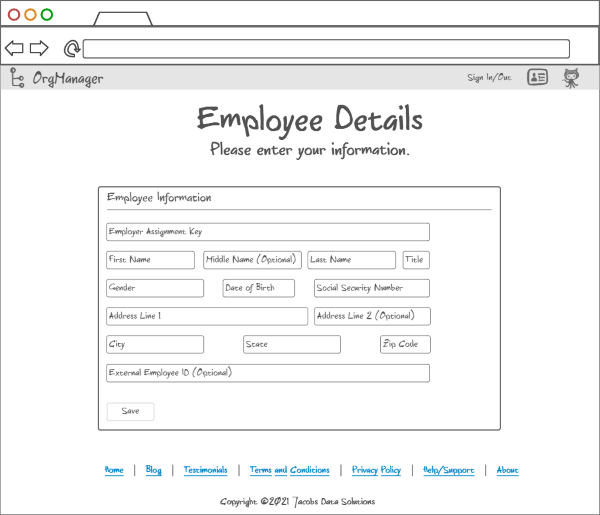 OrgManager Sign In/Out
Employee Details
Please enter your information.
Employee Information
Employer Assignment Key
First Name Middle Name (Optional) Last Name Title
Gender Date of Birth Social Security Number
Address Line 1 Address Line 2 (Optional)
City State Zip Code
External Employee ID (Optional)
Save
Home | Blog | Testimonials | Terms and Conditions | Privacy Policy | Help/Support | About
Copyright ©2021 Jacobs Data Solutions